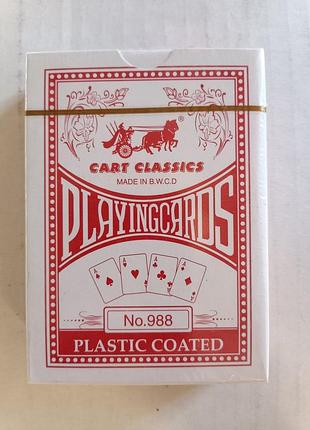 CART CLASSICS
MADE IN B.W.C.D
PLAYINGCARDS
A A A A
No.988
PLASTIC COATED